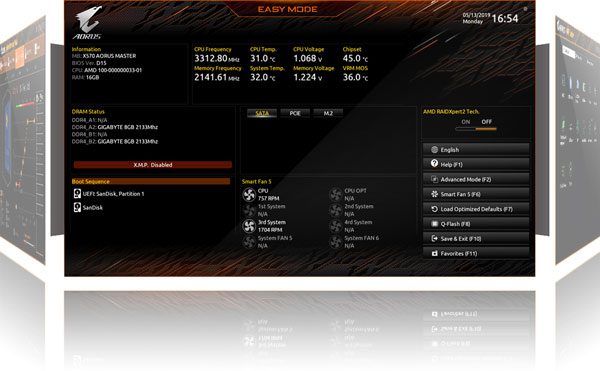 EASY MODE
AORUS
05/13/2019
Monday
16:54
Information
MB: X570 AORUS MASTER
BIOS Ver. D15
CPU: AMD 100-000000033-01
RAM: 16GB
CPU Frequency
3312.80 MHz
CPU Temp.
31.0 °C
CPU Voltage
1.068 V
Chipset
45.0 °C
Memory Frequency
2141.61 MHz
System Temp.
32.0 °C
Memory Voltage
1.224 V
VRM MOS
36.0 °C
DRAM Status
DDR4_A1: N/A
DDR4_A2: GIGABYTE 8GB 2133Mhz
DDR4_B1: N/A
DDR4_B2: GIGABYTE 8GB 2133Mhz
X.M.P. Disabled
SATA
PCIE
M.2
AMD RAIDXpert2 Tech.
ON
OFF
Boot Sequence
UEFI: SanDisk, Partition 1
SanDisk
Smart Fan 5
CPU
757 RPM
CPU OPT
N/A
1st System
N/A
2nd System
N/A
3rd System
1704 RPM
4rd System
N/A
System FAN 5
N/A
System FAN 6
N/A
English
Help (F1)
Advanced Mode (F2)
Smart Fan 5 (F6)
Load Optimized Defaults (F7)
Q-Flash (F8)
Save & Exit (F10)
Favorites (F11)